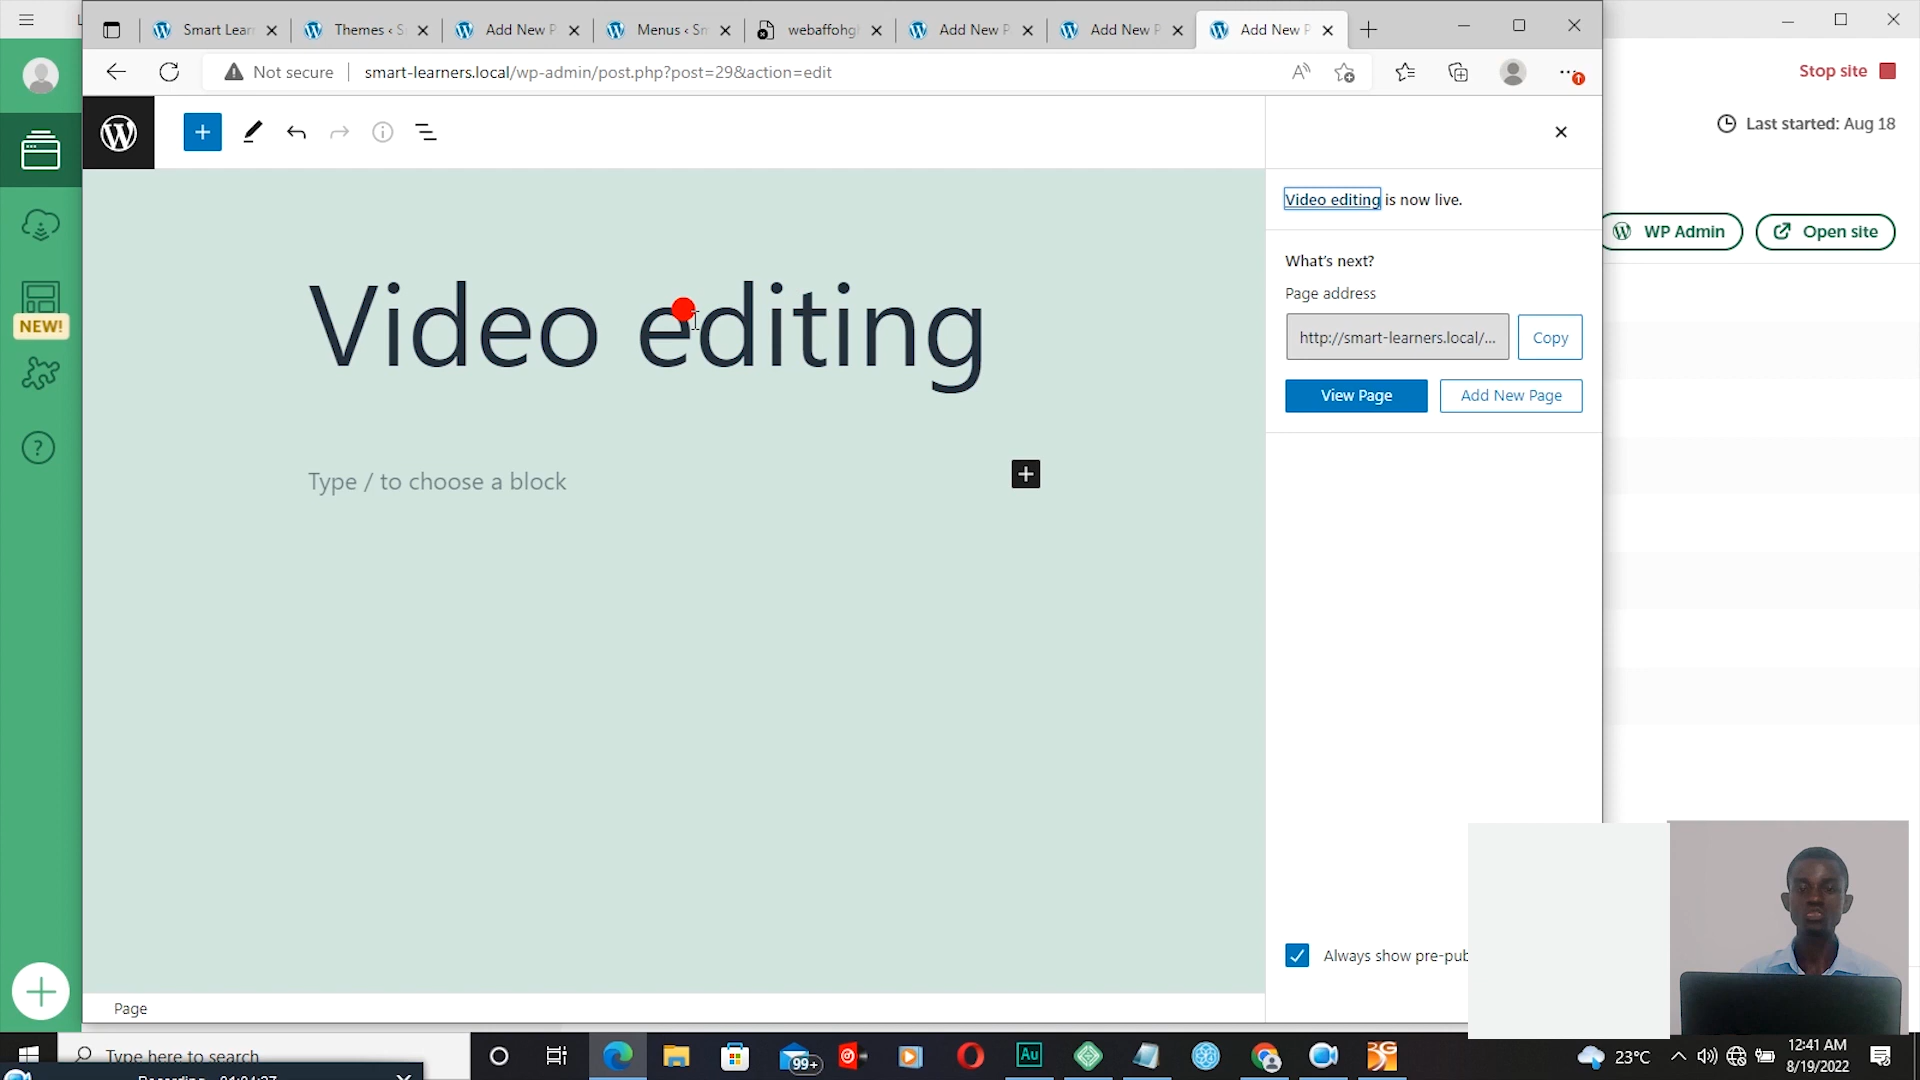 Smart Lear
Themes ‹ S
Add New P
Menus ‹ Sm
webaffohg
Add New P
Add New P
Add New P
Not secure
smart-learners.local/wp-admin/post.php?post=29&action=edit
Stop site
Last started: Aug 18
WP Admin
Open site
NEW!
Video editing is now live.
What's next?
Page address
http://smart-learners.local/...
Copy
View Page
Add New Page
Video editing
Type / to choose a block
Always show pre-pub
Page
Type here to search
99+
Au
23°C
12:41 AM
8/19/2022